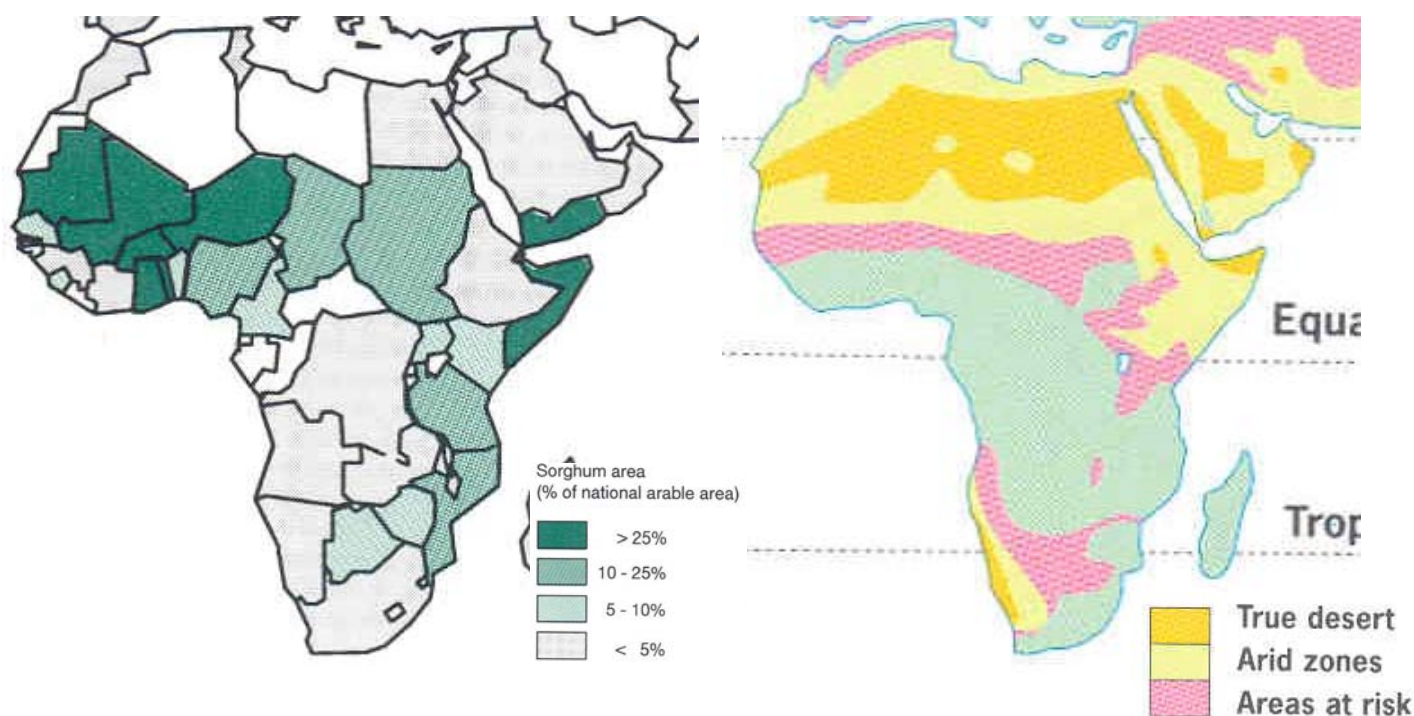 Sorghum area
(% of national arable area)
> 25%
10 - 25%
5 - 10%
< 5%
Equa
Trop
True desert
Arid zones
Areas at risk